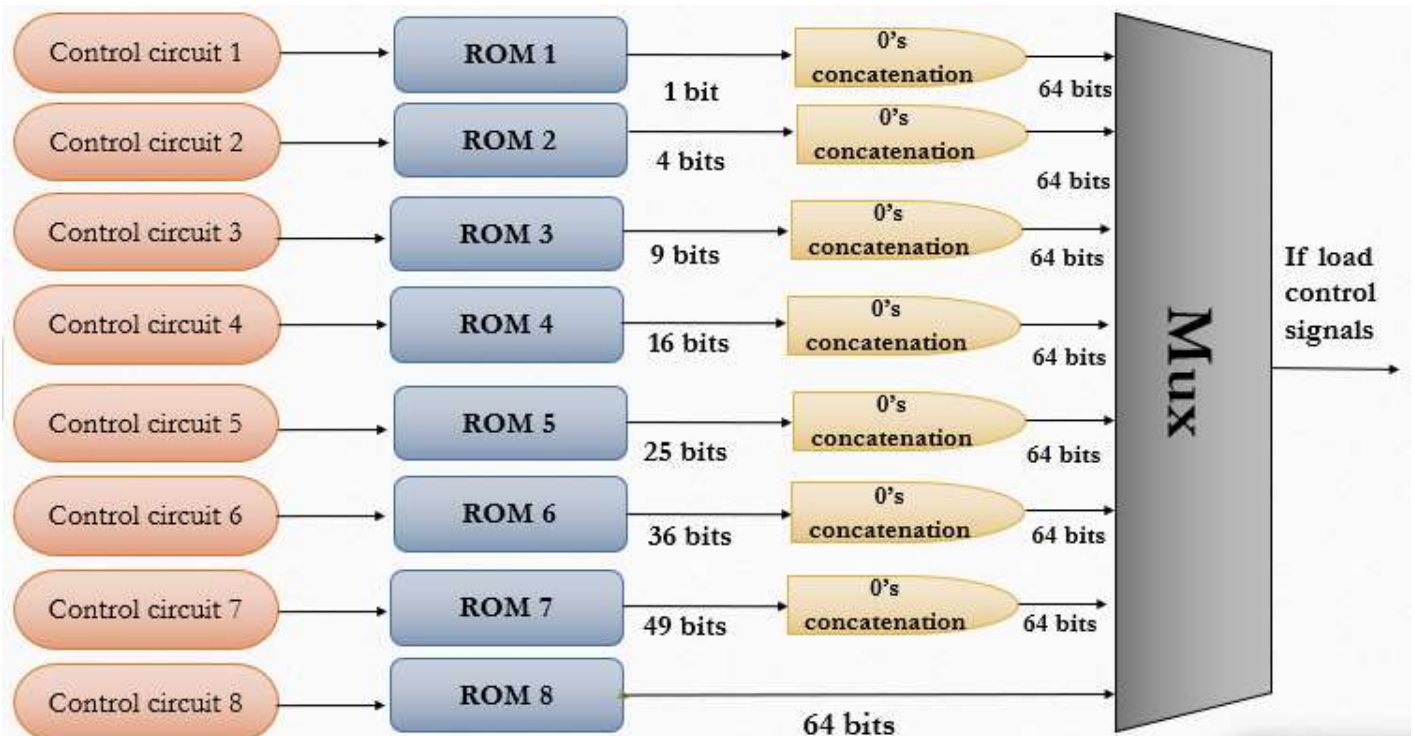 Control circuit 1
ROM 1
1 bit
0's
concatenation
64 bits
Control circuit 2
ROM 2
4 bits
0's
concatenation
64 bits
Control circuit 3
ROM 3
9 bits
0's
concatenation
64 bits
Control circuit 4
ROM 4
16 bits
0's
concatenation
64 bits
Control circuit 5
ROM 5
25 bits
0's
concatenation
64 bits
Control circuit 6
ROM 6
36 bits
0's
concatenation
64 bits
Control circuit 7
ROM 7
49 bits
0's
concatenation
64 bits
Control circuit 8
ROM 8
64 bits
Mux
If load
control
signals